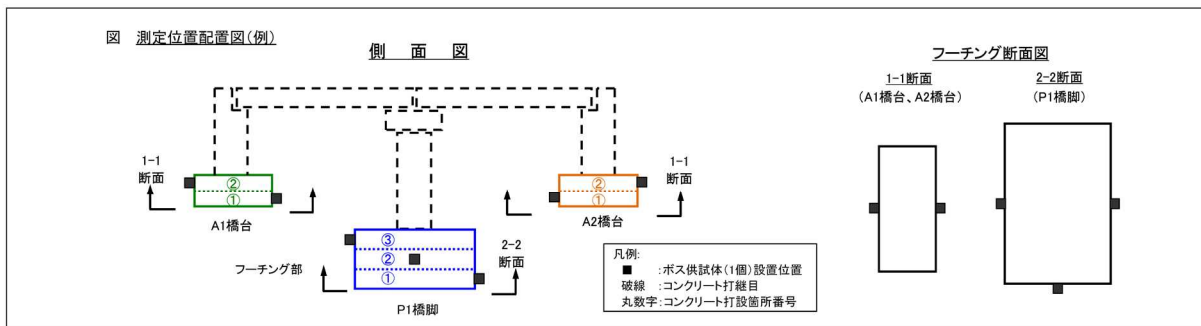 図 測定位置配置図(例)
側 面 図
1-1
断面
②
①
A1橋台
③
②
①
フーチング部
P1橋脚
2-2
断面
②
①
A2橋台
1-1
断面
凡例:
■ :ボス供試体(1個)設置位置
破線 :コンクリート打継目
丸数字:コンクリート打設箇所番号
フーチング断面図
1-1断面
(A1橋台、A2橋台)
2-2断面
(P1橋脚)